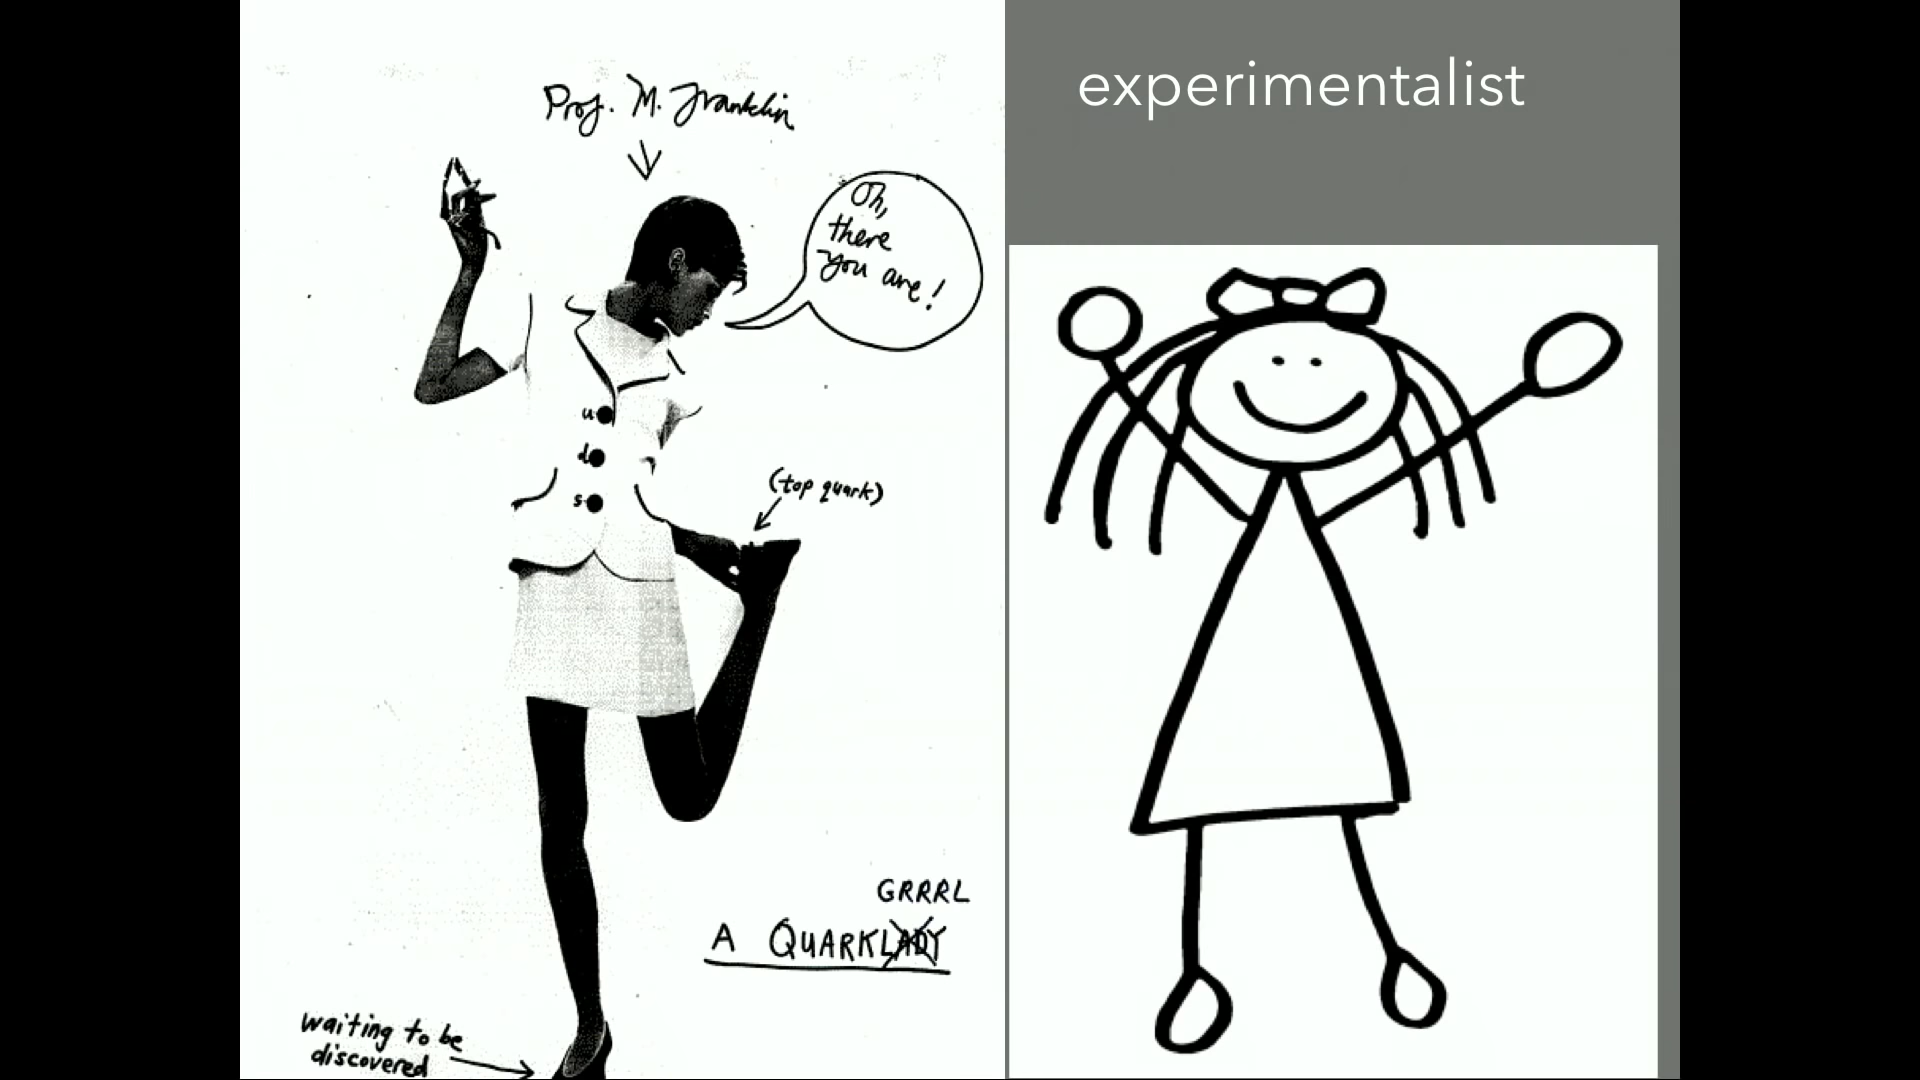 Prof. M. Franklin
Oh,
there
you are!
u
d
s
(top quark)
GRRRL
A QUARKLADY
waiting to be
discovered
experimentalist